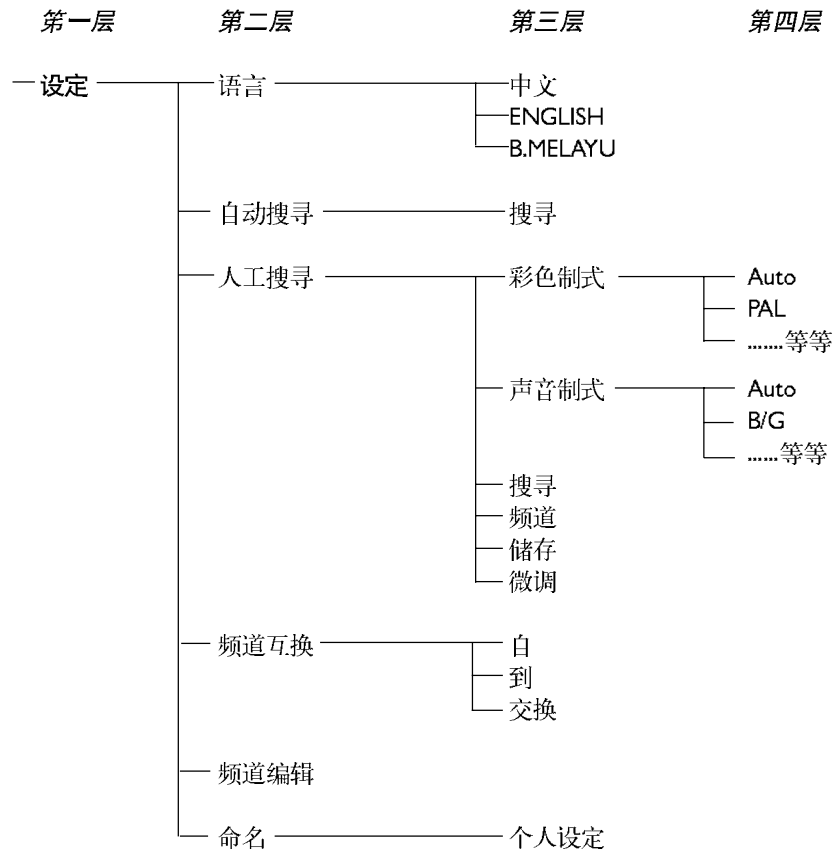 第一层 第二层 第三层 第四层
设定 语言 中文
ENGLISH
B.MELAYU
自动搜寻 搜寻
人工搜寻 彩色制式 Auto
PAL
.......等等
声音制式 Auto
B/G
......等等
搜寻
频道
储存
微调
频道互换 自
到
交换
频道编辑
命名 个人设定